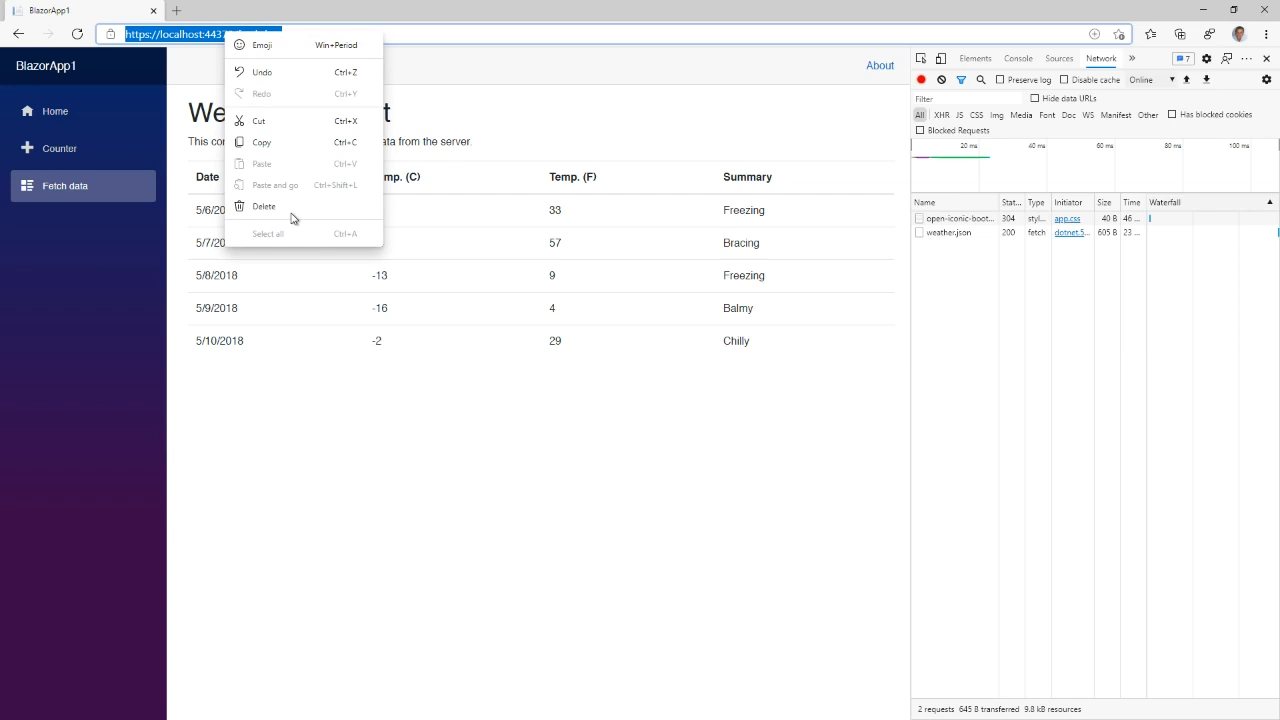 BlazorApp1
https://localhost:4437
BlazorApp1
Home
Counter
Fetch data
About
We t
This co ata from the server.
Date mp. (C) Temp. (F) Summary
5/6/20 33 Freezing
5/7/20 57 Bracing
5/8/2018 -13 9 Freezing
5/9/2018 -16 4 Balmy
5/10/2018 -2 29 Chilly
Emoji Win+Period
Undo Ctrl+Z
Redo Ctrl+Y
Cut Ctrl+X
Copy Ctrl+C
Paste Ctrl+V
Paste and go Ctrl+Shift+L
Delete
Select all Ctrl+A
Elements Console Sources Network 7
Preserve log Disable cache Online
Filter Hide data URLs
All XHR JS CSS Img Media Font Doc WS Manifest Other Has blocked cookies
Blocked Requests
20 ms 40 ms 60 ms 80 ms 100 ms
Name Stat... Type Initiator Size Time Waterfall
open-iconic-boot... 304 styl... app.css 40 B 46 ...
weather.json 200 fetch dotnet.5... 605 B 23 ...
2 requests 645 B transferred 9.8 kB resources